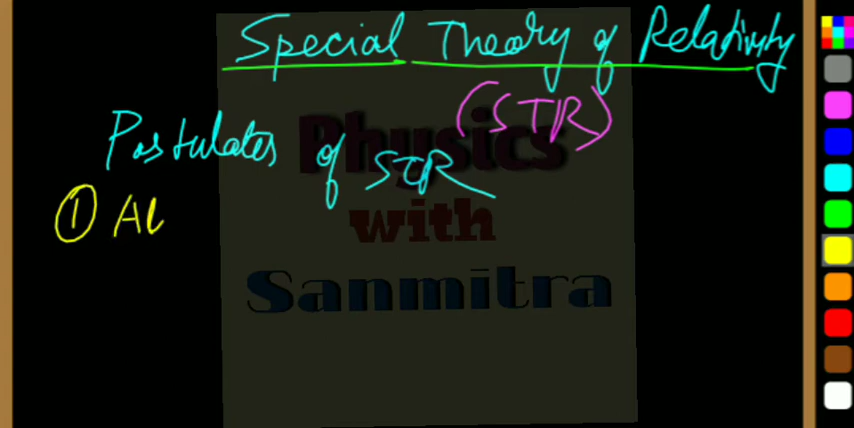 Special Theory of Relativity
(STR)
Postulates of STR
① Al
Physics
with
Sanmitra